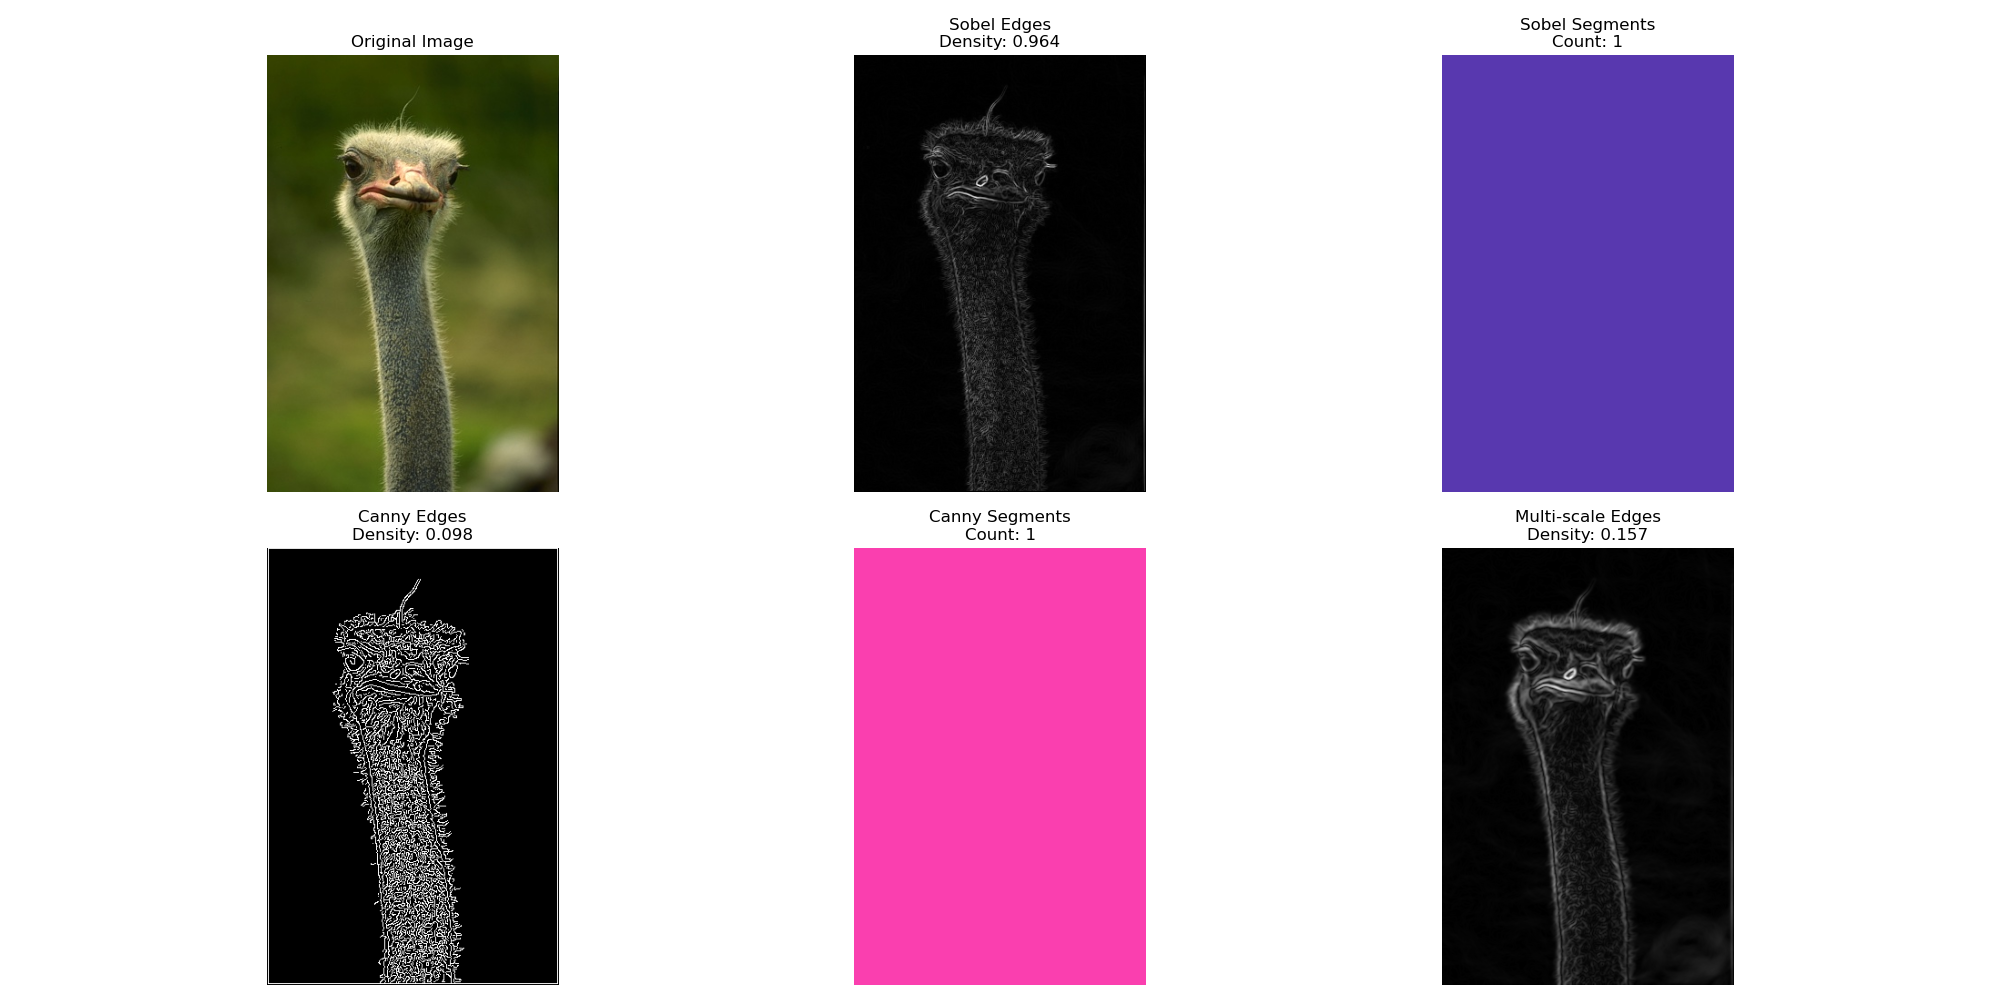 Original Image
Sobel Edges
Density: 0.964
Sobel Segments
Count: 1
Canny Edges
Density: 0.098
Canny Segments
Count: 1
Multi-scale Edges
Density: 0.157